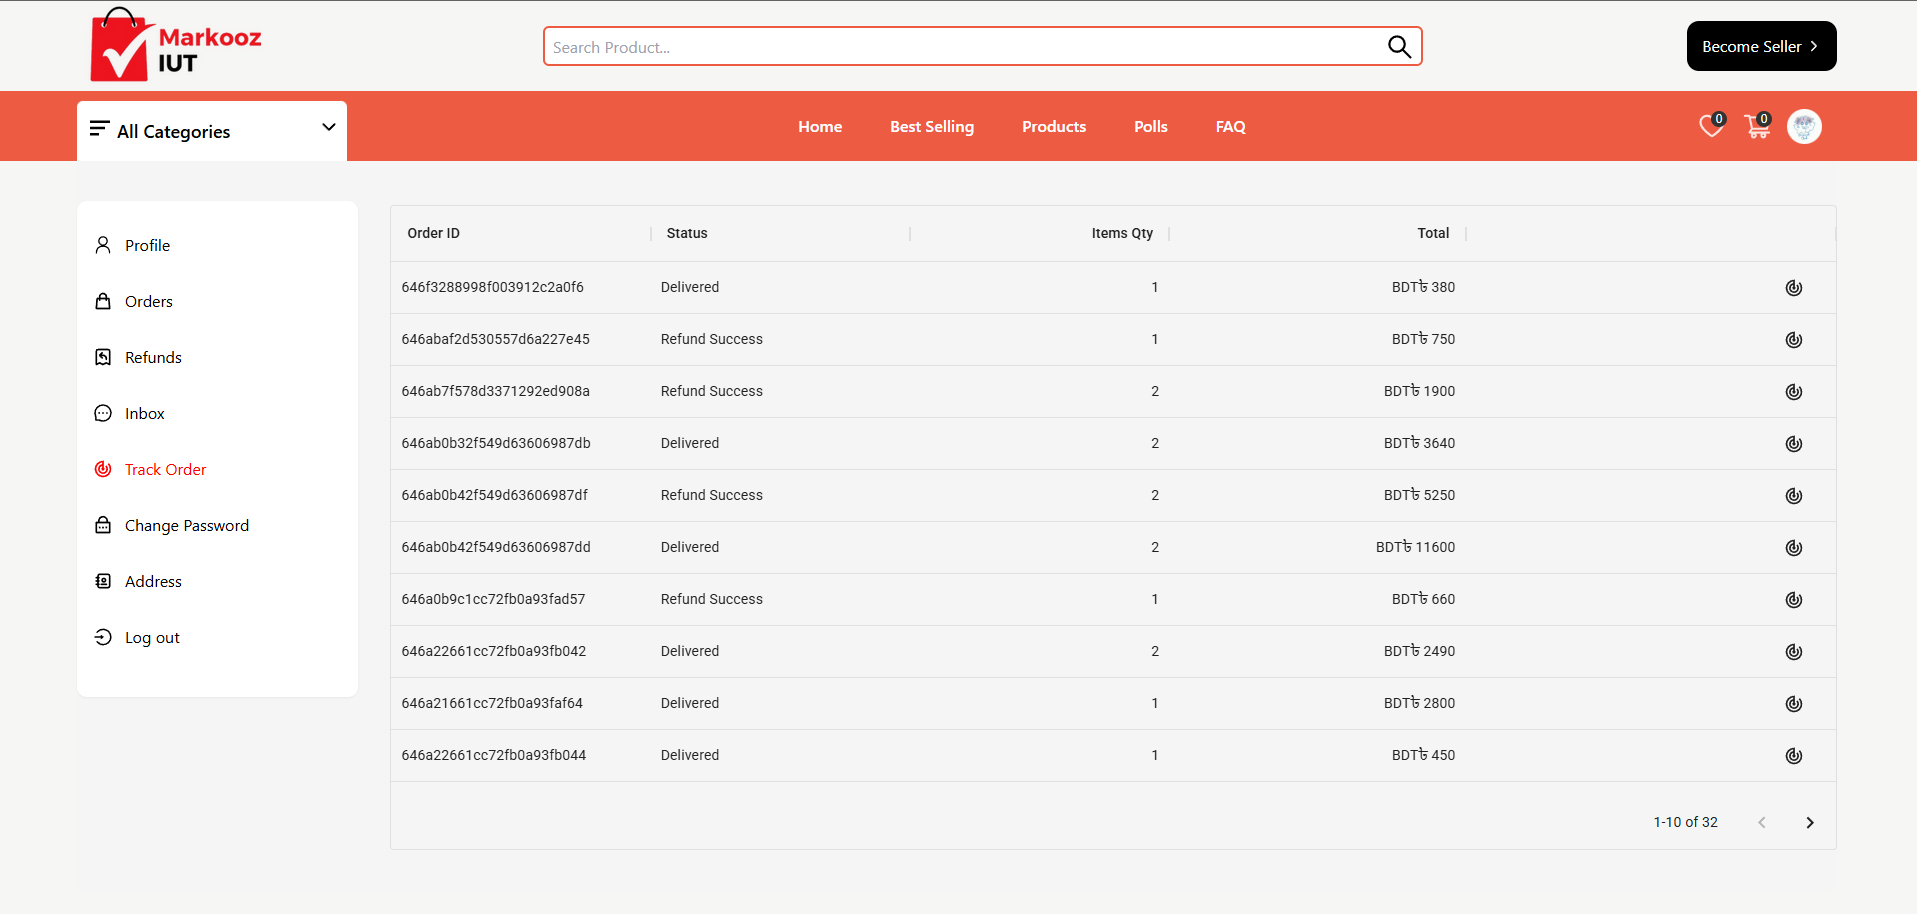 Markooz
IUT
Search Product...
Become Seller
All Categories
Home Best Selling Products Polls FAQ
0 0
Profile
Orders
Refunds
Inbox
Track Order
Change Password
Address
Log out
Order ID Status Items Qty Total
646f3288998f003912c2a0f6 Delivered 1 BDT৳ 380
646abaf2d530557d6a227e45 Refund Success 1 BDT৳ 750
646ab7f578d3371292ed908a Refund Success 2 BDT৳ 1900
646ab0b32f549d63606987db Delivered 2 BDT৳ 3640
646ab0b42f549d63606987df Refund Success 2 BDT৳ 5250
646ab0b42f549d63606987dd Delivered 2 BDT৳ 11600
646a0b9c1cc72fb0a93fad57 Refund Success 1 BDT৳ 660
646a22661cc72fb0a93fb042 Delivered 2 BDT৳ 2490
646a21661cc72fb0a93faf64 Delivered 1 BDT৳ 2800
646a22661cc72fb0a93fb044 Delivered 1 BDT৳ 450
1-10 of 32